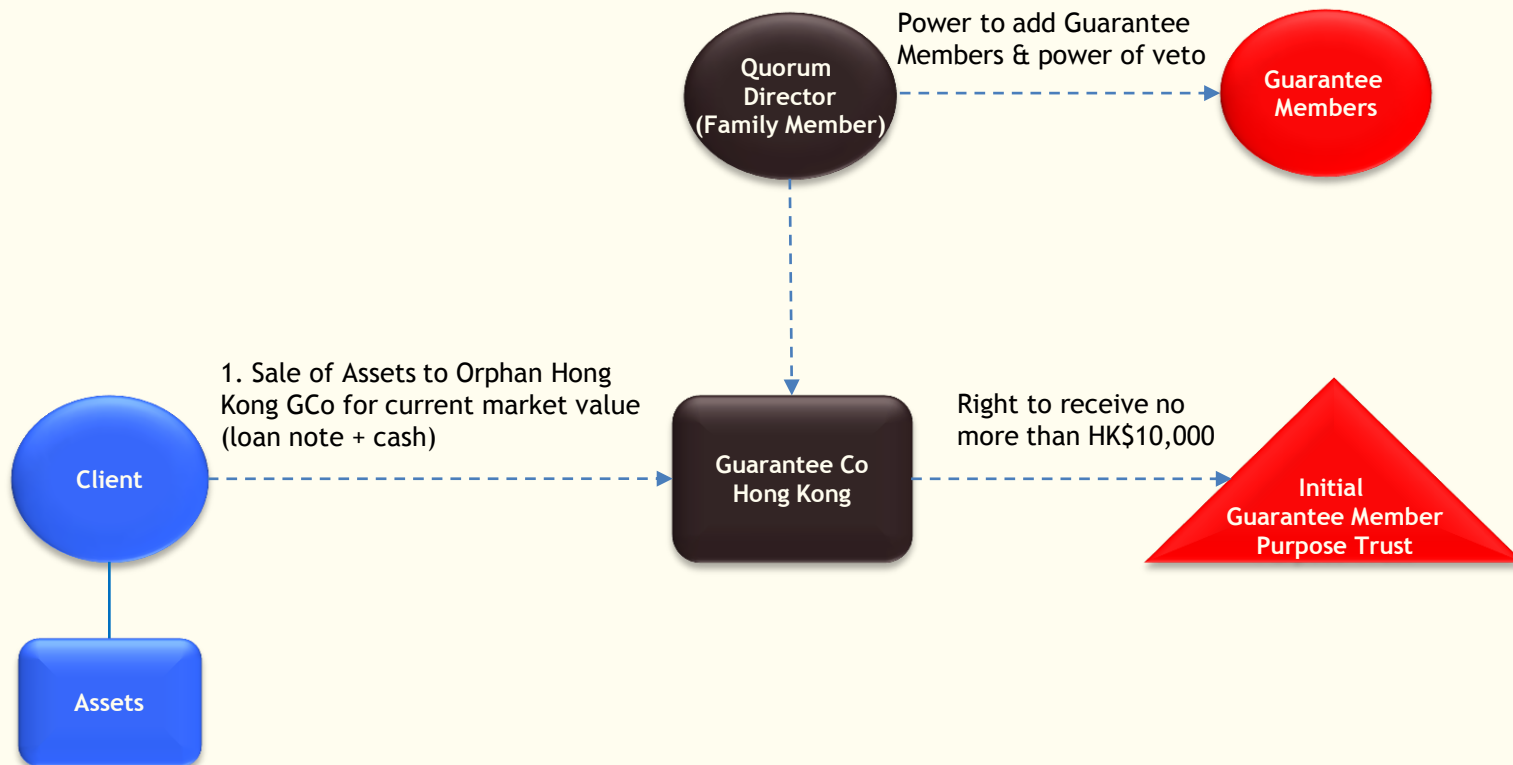 Power to add Guarantee
Members & power of veto
Quorum
Director
(Family Member)
Guarantee
Members
1. Sale of Assets to Orphan Hong
Kong GCo for current market value
(loan note + cash)
Right to receive no
more than HK$10,000
Client
Guarantee Co
Hong Kong
Initial
Guarantee Member
Purpose Trust
Assets